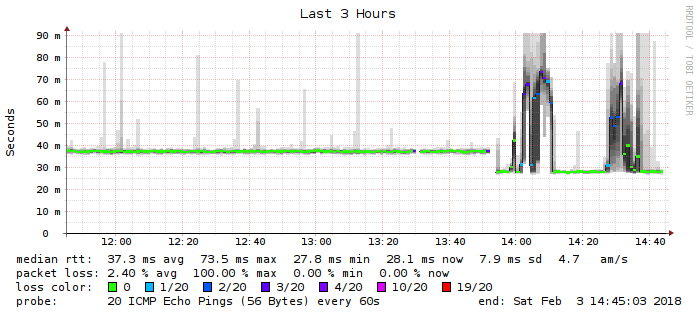 Last 3 Hours
RRDTOOL / TOBI OETIKER
Seconds
90 m
80 m
70 m
60 m
50 m
40 m
30 m
20 m
10 m
0
12:00 12:20 12:40 13:00 13:20 13:40 14:00 14:20 14:40
median rtt: 37.3 ms avg 73.5 ms max 27.8 ms min 28.1 ms now 7.9 ms sd 4.7 am/s
packet loss: 2.40 % avg 100.00 % max 0.00 % min 0.00 % now
loss color: 0 1/20 2/20 3/20 4/20 10/20 19/20
probe: 20 ICMP Echo Pings (56 Bytes) every 60s end: Sat Feb 3 14:45:03 2018